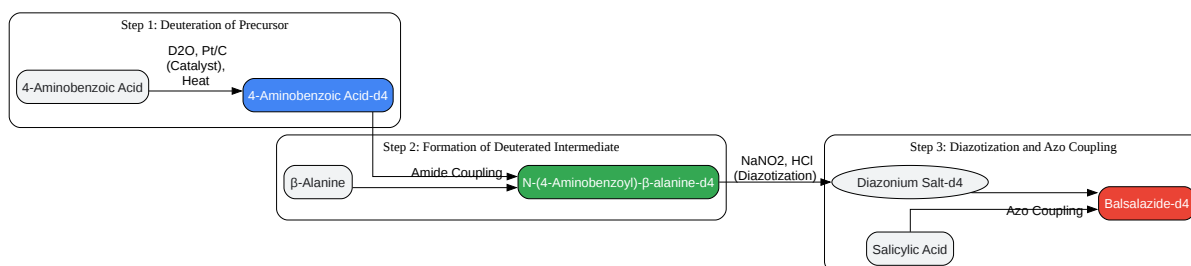 Step 1: Deuteration of Precursor
D2O, Pt/C
(Catalyst),
Heat
4-Aminobenzoic Acid
4-Aminobenzoic Acid-d4
Step 2: Formation of Deuterated Intermediate
β-Alanine
Amide Coupling
N-(4-Aminobenzoyl)-β-alanine-d4
NaNO2, HCl
(Diazotization)
Step 3: Diazotization and Azo Coupling
Diazonium Salt-d4
Azo Coupling
Balsalazide-d4
Salicylic Acid